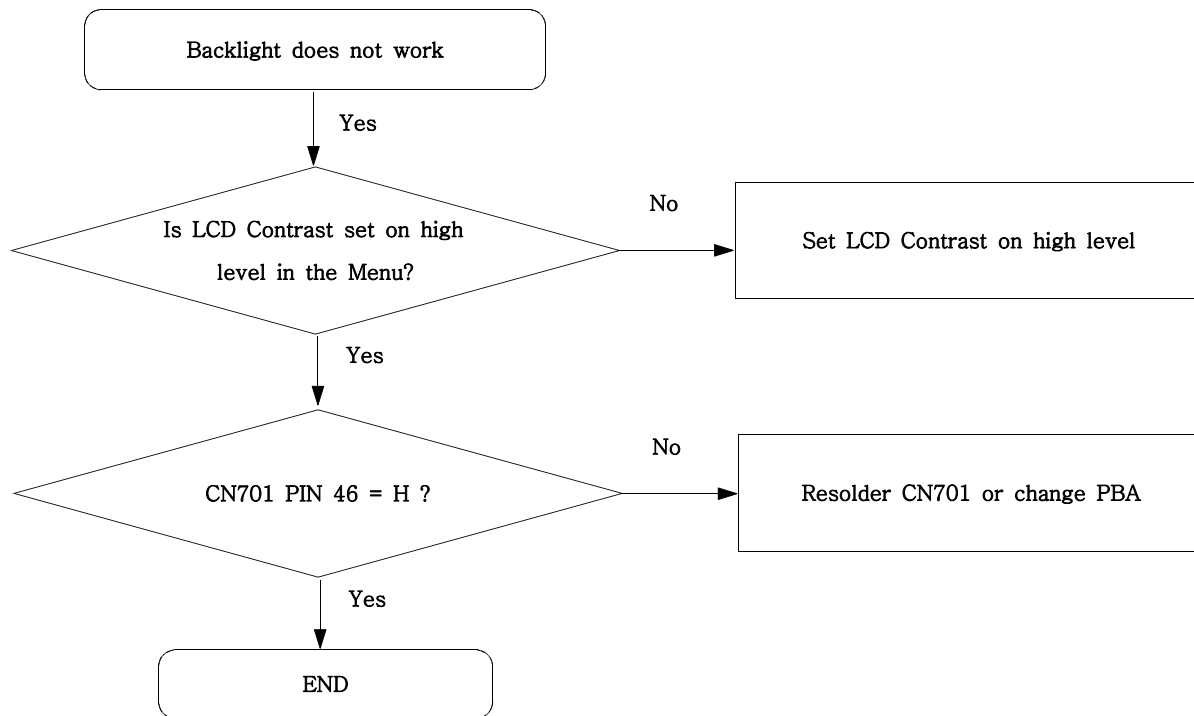 Backlight does not work
Yes
Is LCD Contrast set on high
level in the Menu?
No
Set LCD Contrast on high level
Yes
CN701 PIN 46 = H ?
No
Resolder CN701 or change PBA
Yes
END